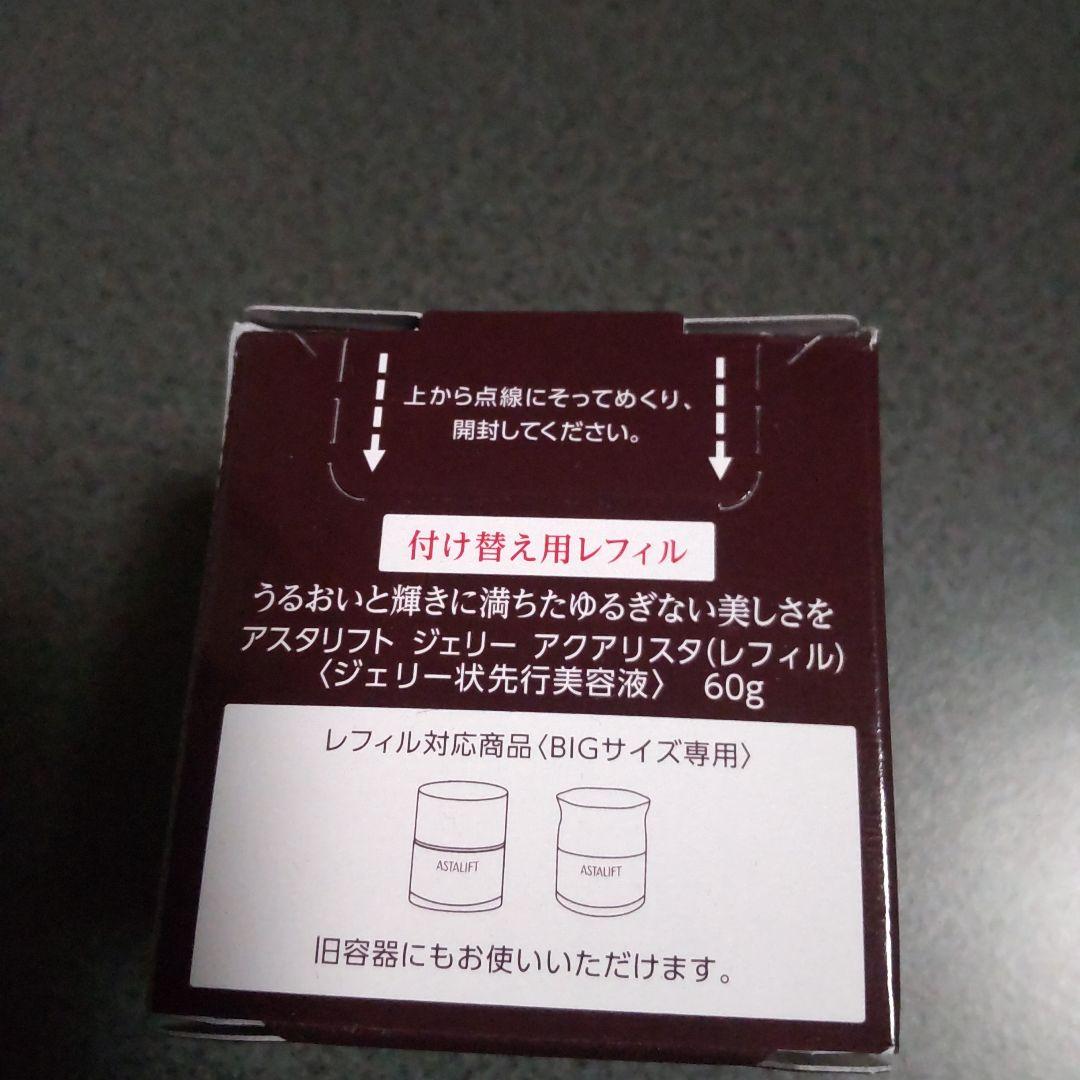 上から点線にそってめくり、
開封してください。
付け替え用レフィル
うるおいと輝きに満ちたゆるぎない美しさを
アスタリフト ジェリー アクアリスタ(レフィル)
〈ジェリー状先行美容液〉 60g
レフィル対応商品〈BIGサイズ専用〉
ASTALIFT ASTALIFT
旧容器にもお使いいただけます。